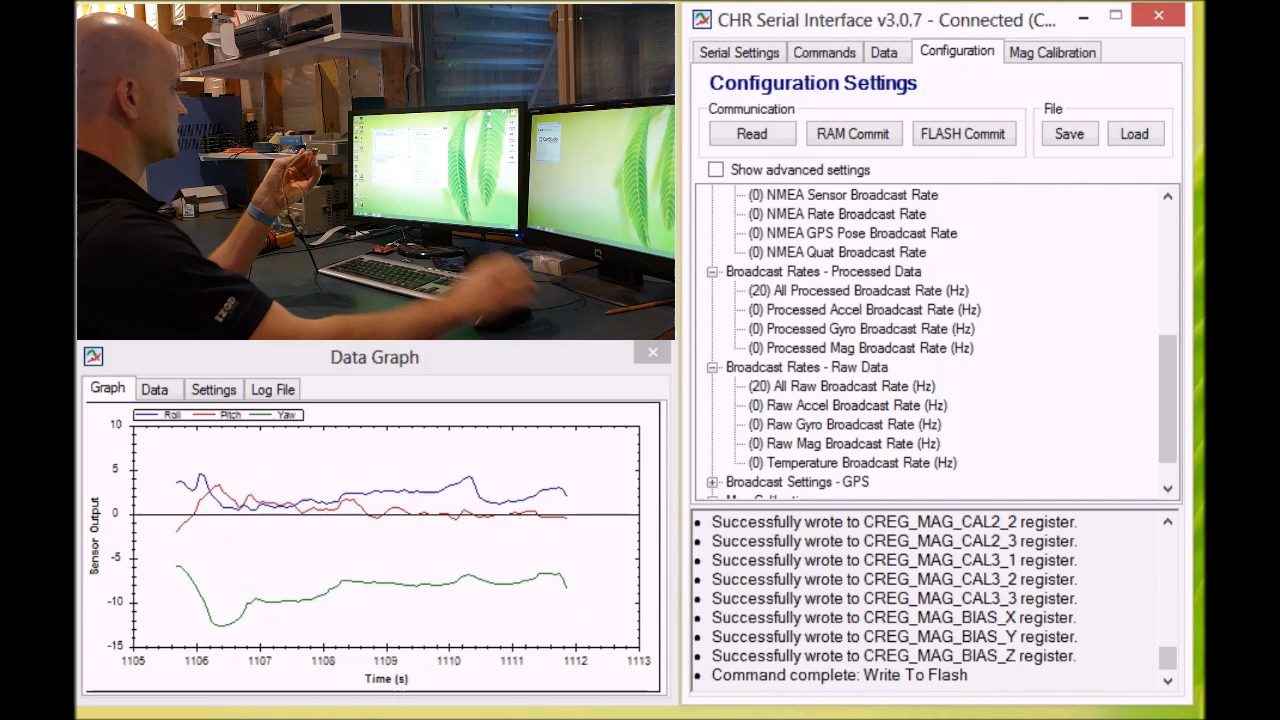 IZOD
Data Graph
Graph
Data
Settings
Log File
Roll
Pitch
Yaw
10
5
0
-5
-10
-15
Sensor Output
1105
1106
1107
1108
1109
1110
1111
1112
1113
Time (s)
CHR Serial Interface v3.0.7 - Connected (C...
Serial Settings
Commands
Data
Configuration
Mag Calibration
Configuration Settings
Communication
Read
RAM Commit
FLASH Commit
File
Save
Load
Show advanced settings
(0) NMEA Sensor Broadcast Rate
(0) NMEA Rate Broadcast Rate
(0) NMEA GPS Pose Broadcast Rate
(0) NMEA Quat Broadcast Rate
Broadcast Rates - Processed Data
(20) All Processed Broadcast Rate (Hz)
(0) Processed Accel Broadcast Rate (Hz)
(0) Processed Gyro Broadcast Rate (Hz)
(0) Processed Mag Broadcast Rate (Hz)
Broadcast Rates - Raw Data
(20) All Raw Broadcast Rate (Hz)
(0) Raw Accel Broadcast Rate (Hz)
(0) Raw Gyro Broadcast Rate (Hz)
(0) Raw Mag Broadcast Rate (Hz)
(0) Temperature Broadcast Rate (Hz)
Broadcast Settings - GPS
• Successfully wrote to CREG_MAG_CAL2_2 register.
• Successfully wrote to CREG_MAG_CAL2_3 register.
• Successfully wrote to CREG_MAG_CAL3_1 register.
• Successfully wrote to CREG_MAG_CAL3_2 register.
• Successfully wrote to CREG_MAG_CAL3_3 register.
• Successfully wrote to CREG_MAG_BIAS_X register.
• Successfully wrote to CREG_MAG_BIAS_Y register.
• Successfully wrote to CREG_MAG_BIAS_Z register.
• Command complete: Write To Flash